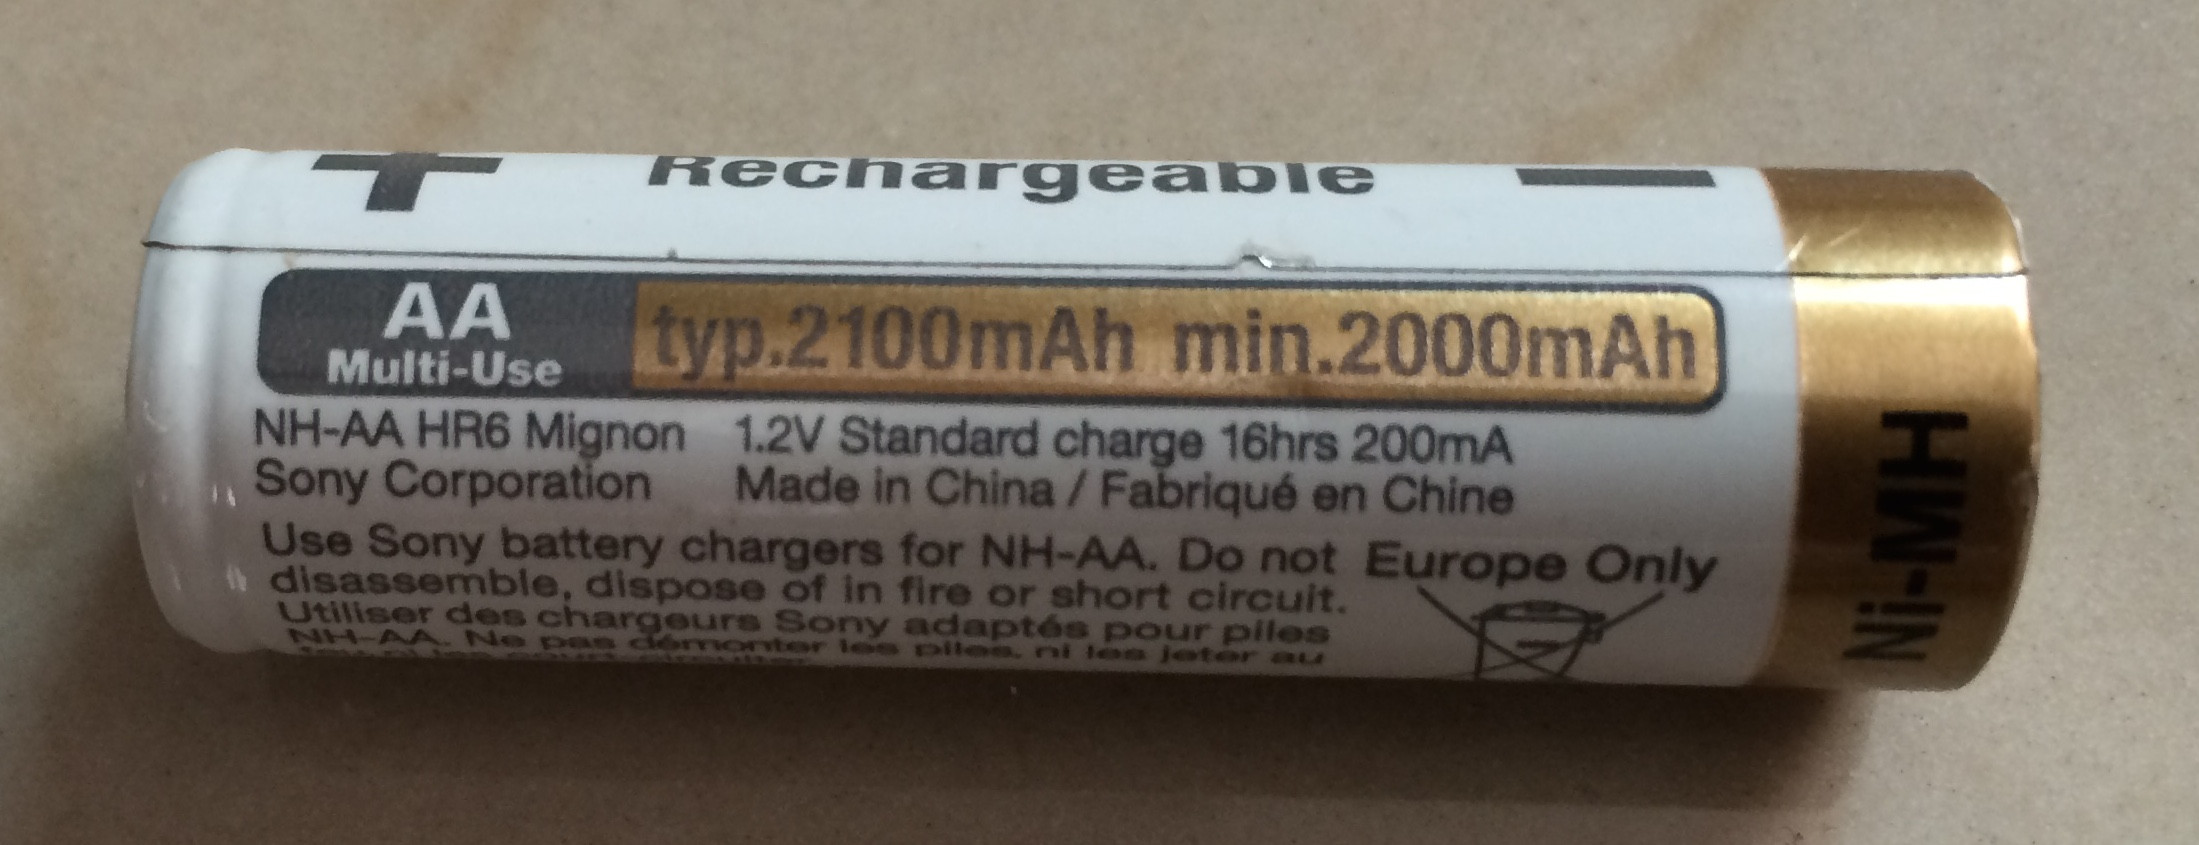 + Rechargeable −
AA
Multi-Use
typ.2100mAh min.2000mAh
NH-AA HR6 Mignon 1.2V Standard charge 16hrs 200mA
Sony Corporation Made in China / Fabriqué en Chine
Use Sony battery chargers for NH-AA. Do not
disassemble, dispose of in fire or short circuit.
Utiliser des chargeurs Sony adaptés pour piles
NH-AA. Ne pas démonter les piles, ni les jeter au
Europe Only
Ni-MH